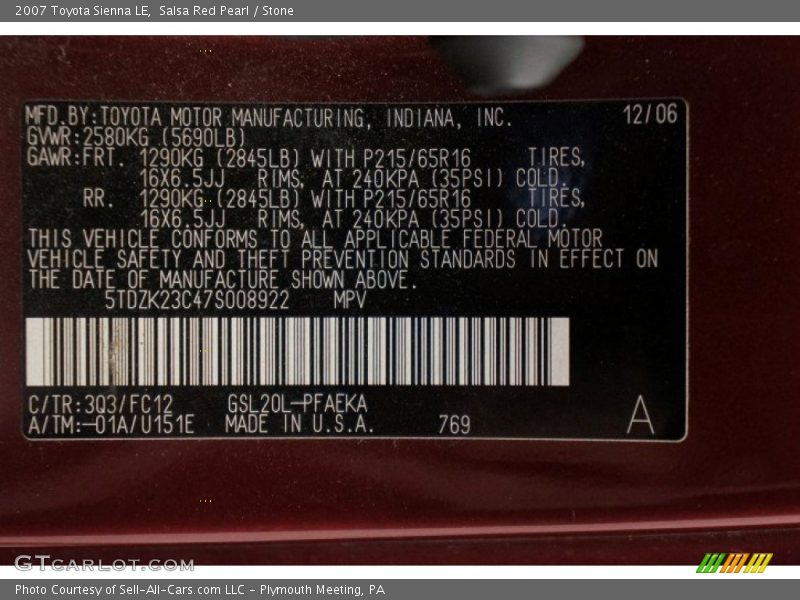 2007 Toyota Sienna LE, Salsa Red Pearl / Stone
MFD.BY:TOYOTA MOTOR MANUFACTURING, INDIANA, INC. 12/06
GVWR:2580KG (5690LB)
GAWR:FRT. 1290KG (2845LB) WITH P215/65R16 TIRES,
16X6.5JJ RIMS, AT 240KPA (35PSI) COLD.
RR. 1290KG (2845LB) WITH P215/65R16 TIRES,
16X6.5JJ RIMS, AT 240KPA (35PSI) COLD.
THIS VEHICLE CONFORMS TO ALL APPLICABLE FEDERAL MOTOR
VEHICLE SAFETY AND THEFT PREVENTION STANDARDS IN EFFECT ON
THE DATE OF MANUFACTURE SHOWN ABOVE.
5TDZK23C47S008922 MPV
C/TR:3Q3/FC12 GSL20L-PFAEKA
A/TM:-01A/U151E MADE IN U.S.A. 769 A
GTCARLOT.COM
Photo Courtesy of Sell-All-Cars.com LLC - Plymouth Meeting, PA